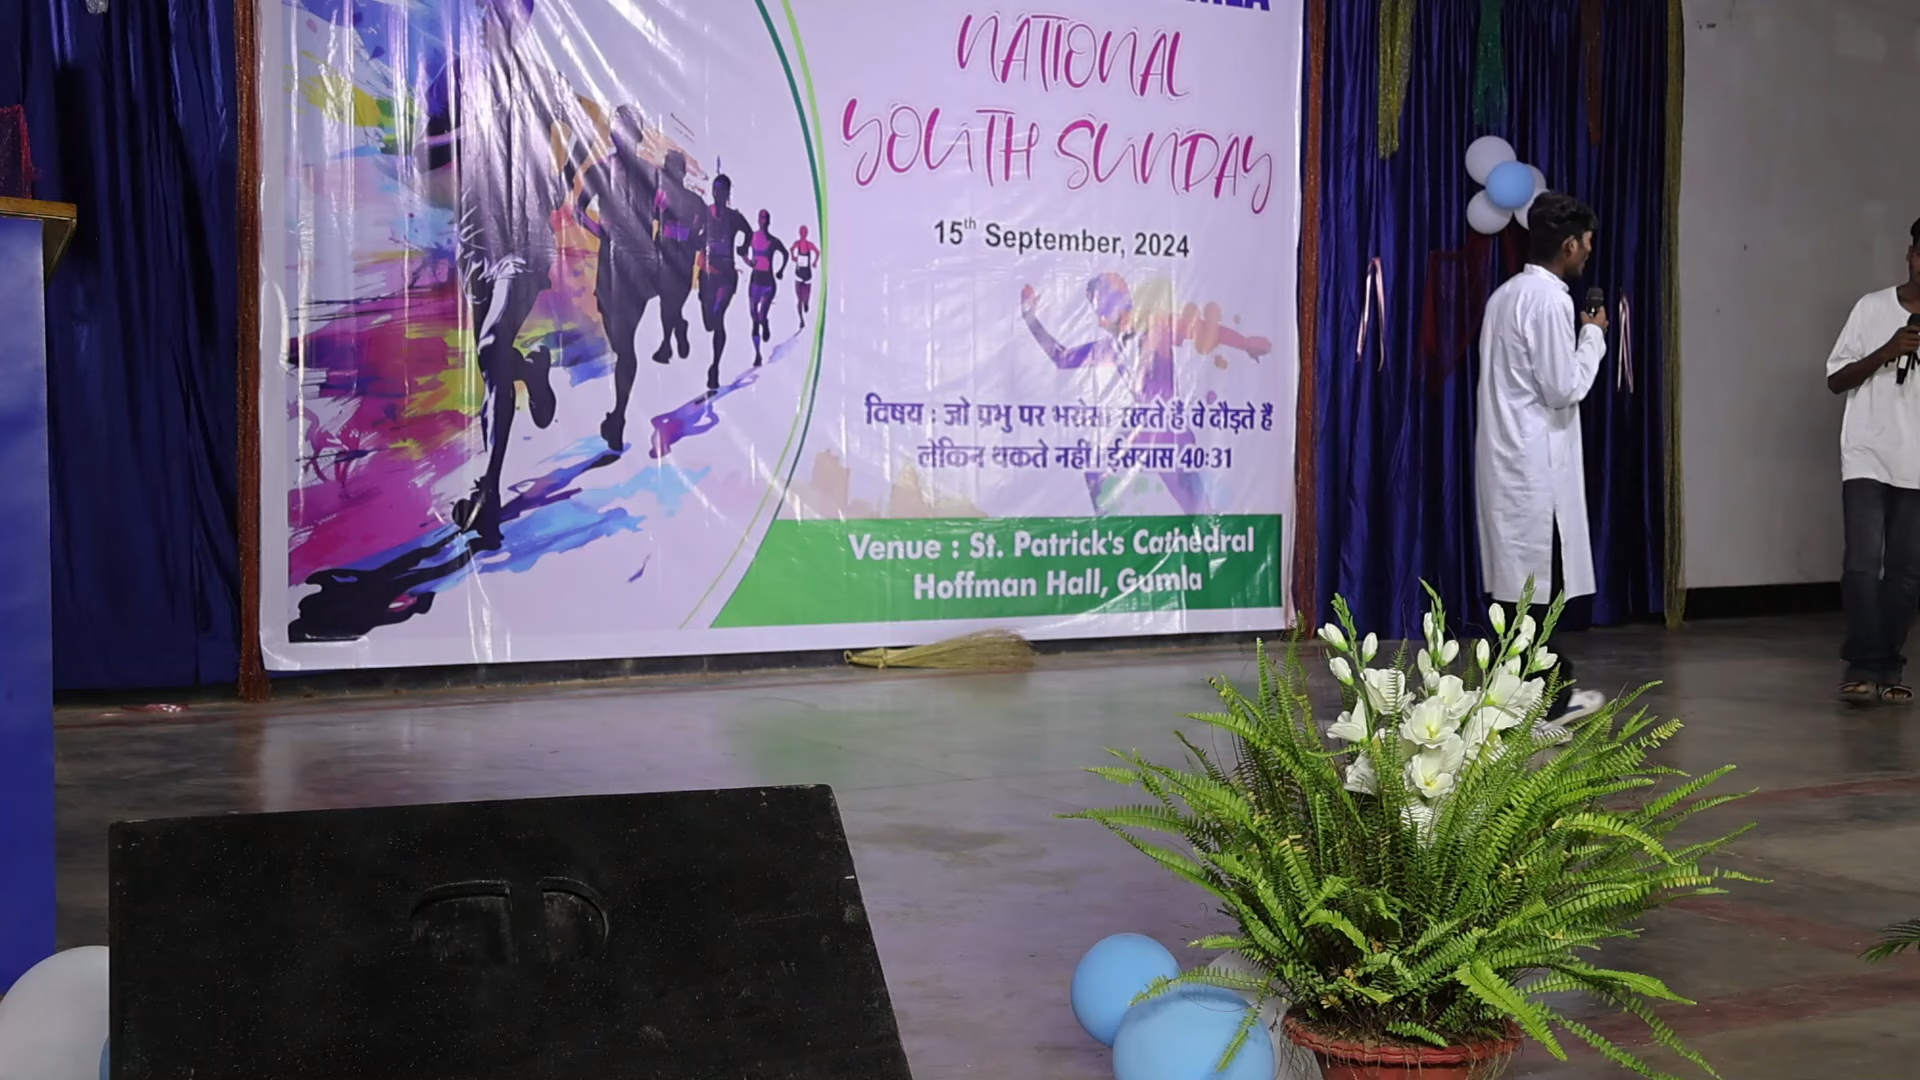 NATIONAL
YOUTH SUNDAY
15th September, 2024
विषय : जो प्रभु पर भरोसा रखते हैं वे दौड़ते हैं
लेकिन थकते नहीं। ईसयास 40:31
Venue : St. Patrick's Cathedral
Hoffman Hall, Gumla